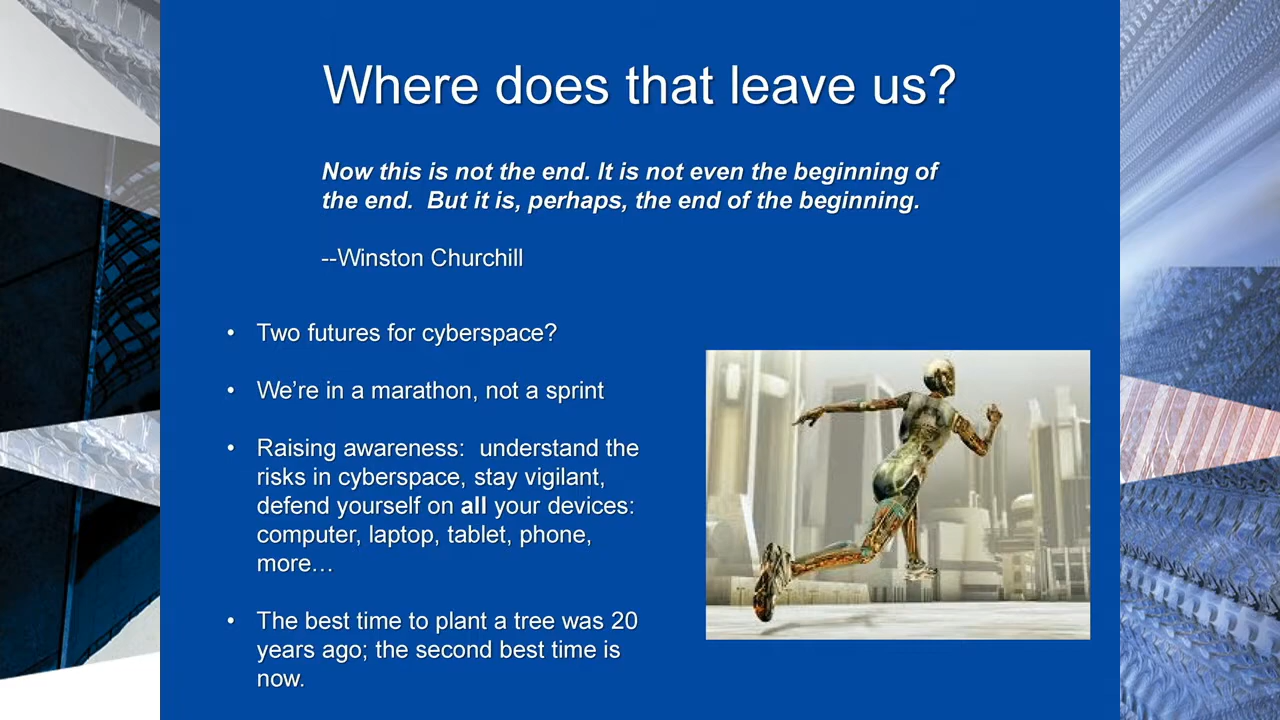 Where does that leave us?
Now this is not the end. It is not even the beginning of
the end.  But it is, perhaps, the end of the beginning.
--Winston Churchill
• Two futures for cyberspace?
• We’re in a marathon, not a sprint
• Raising awareness:  understand the
risks in cyberspace, stay vigilant,
defend yourself on all your devices:
computer, laptop, tablet, phone,
more…
• The best time to plant a tree was 20
years ago; the second best time is
now.